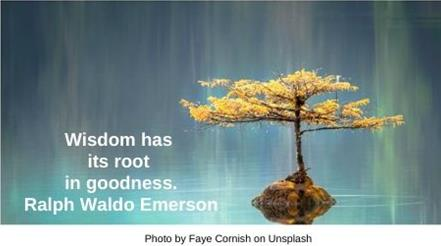 Wisdom has
its root
in goodness.
Ralph Waldo Emerson
Photo by Faye Cornish on Unsplash